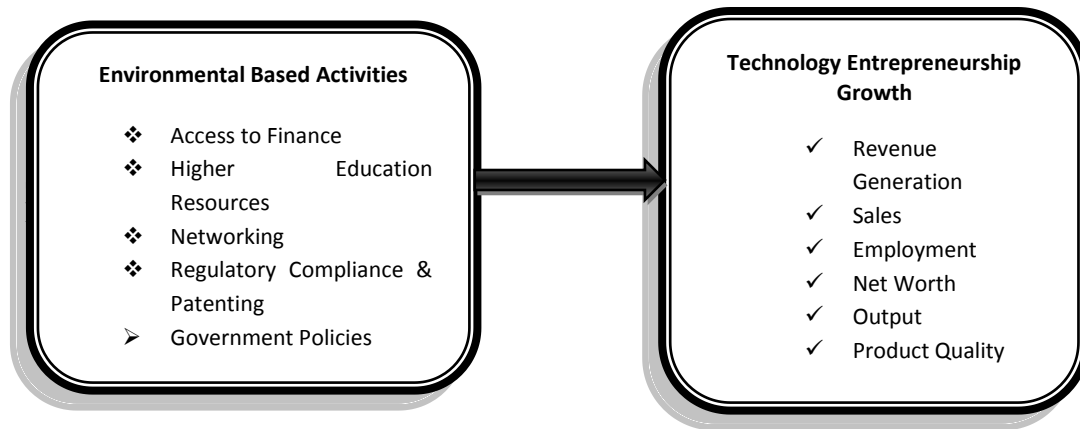 Environmental Based Activities
❖ Access to Finance
❖ Higher Education
Resources
❖ Networking
❖ Regulatory Compliance &
Patenting
➢ Government Policies
Technology Entrepreneurship
Growth
✓ Revenue
Generation
✓ Sales
✓ Employment
✓ Net Worth
✓ Output
✓ Product Quality